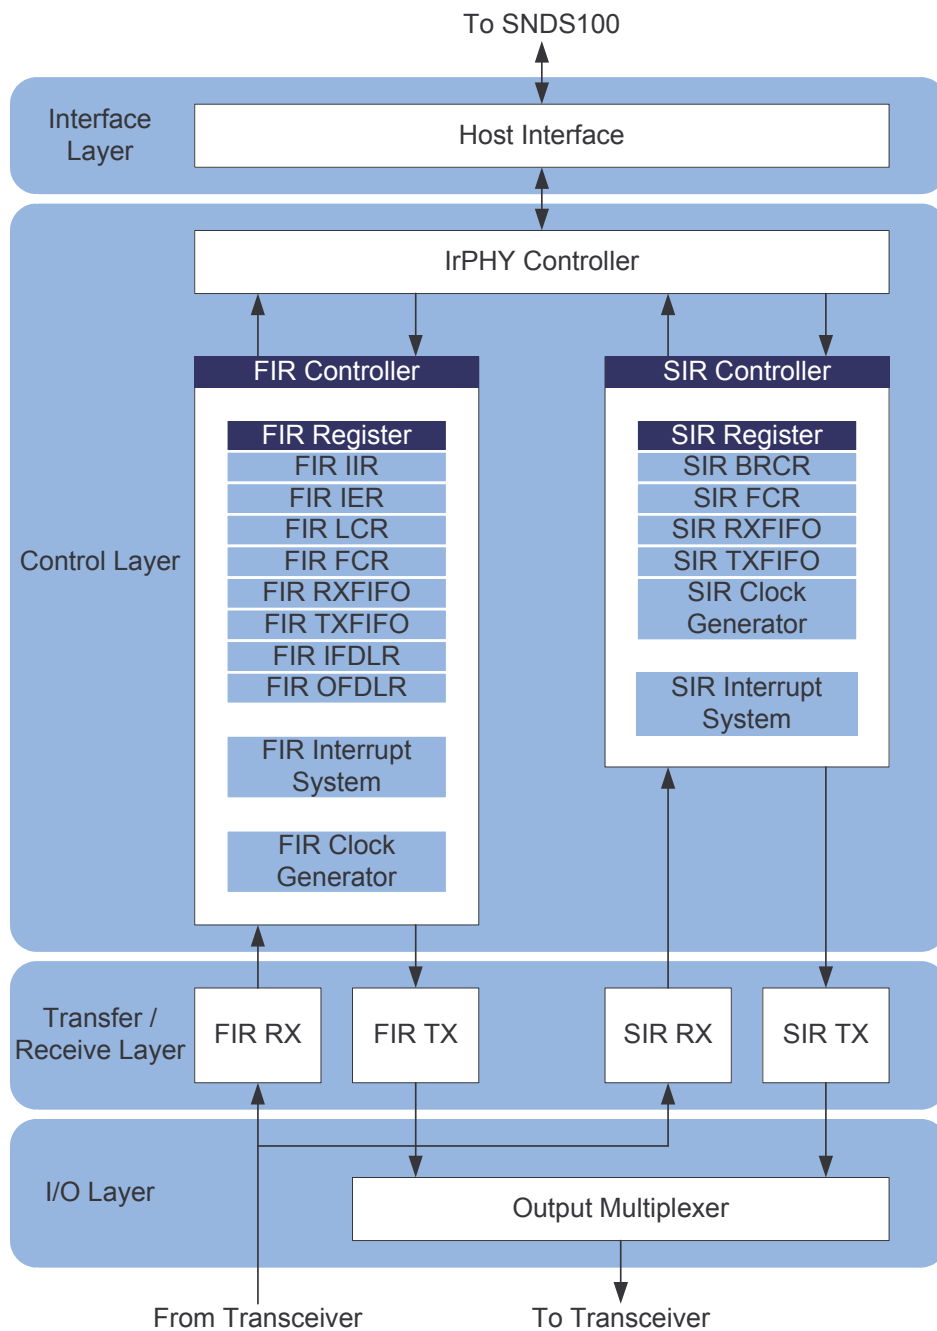 To SNDS100
Interface
Layer
Host Interface
IrPHY Controller
Control Layer
FIR Controller
FIR Register
FIR IIR
FIR IER
FIR LCR
FIR FCR
FIR RXFIFO
FIR TXFIFO
FIR IFDLR
FIR OFDLR
FIR Interrupt
System
FIR Clock
Generator
SIR Controller
SIR Register
SIR BRCR
SIR FCR
SIR RXFIFO
SIR TXFIFO
SIR Clock
Generator
SIR Interrupt
System
Transfer /
Receive Layer
FIR RX
FIR TX
SIR RX
SIR TX
I/O Layer
Output Multiplexer
From Transceiver
To Transceiver